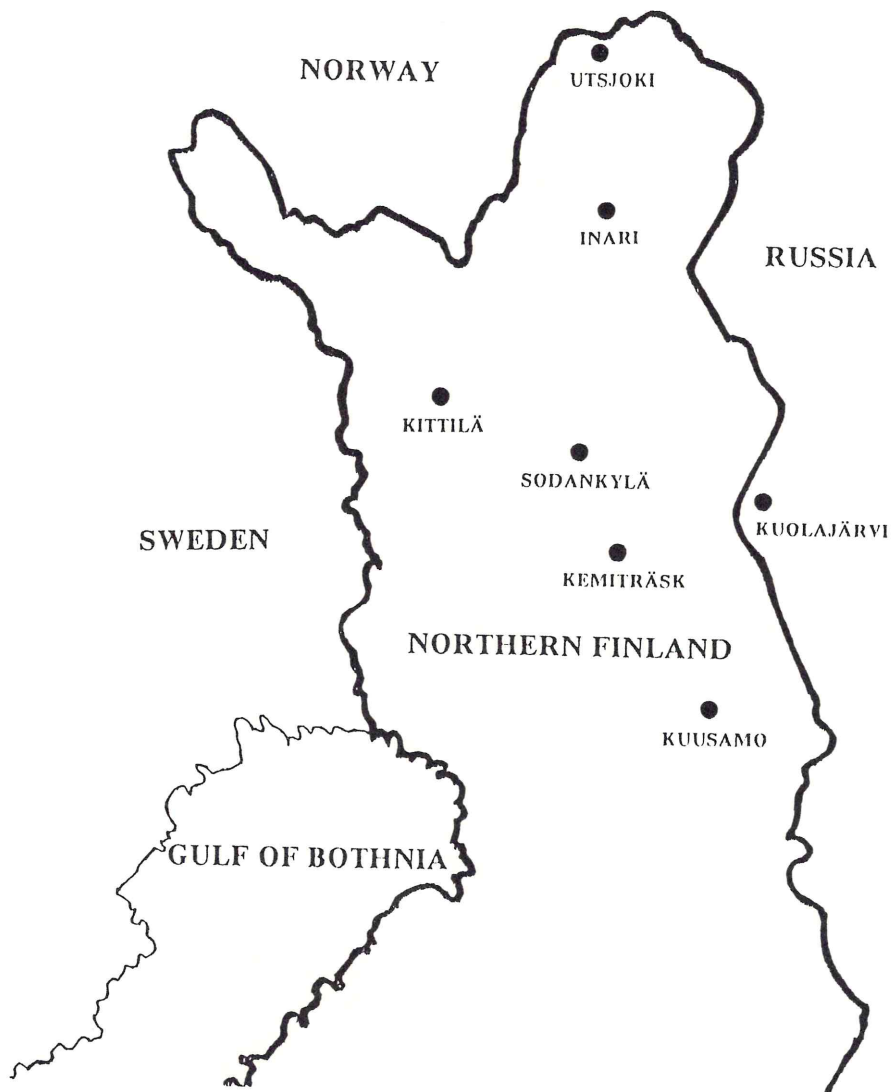 NORWAY
UTSJOKI
INARI
RUSSIA
KITTILÄ
SODANKYLÄ
KUOLAJÄRVI
SWEDEN
KEMITRÄSK
NORTHERN FINLAND
KUUSAMO
GULF OF BOTHNIA